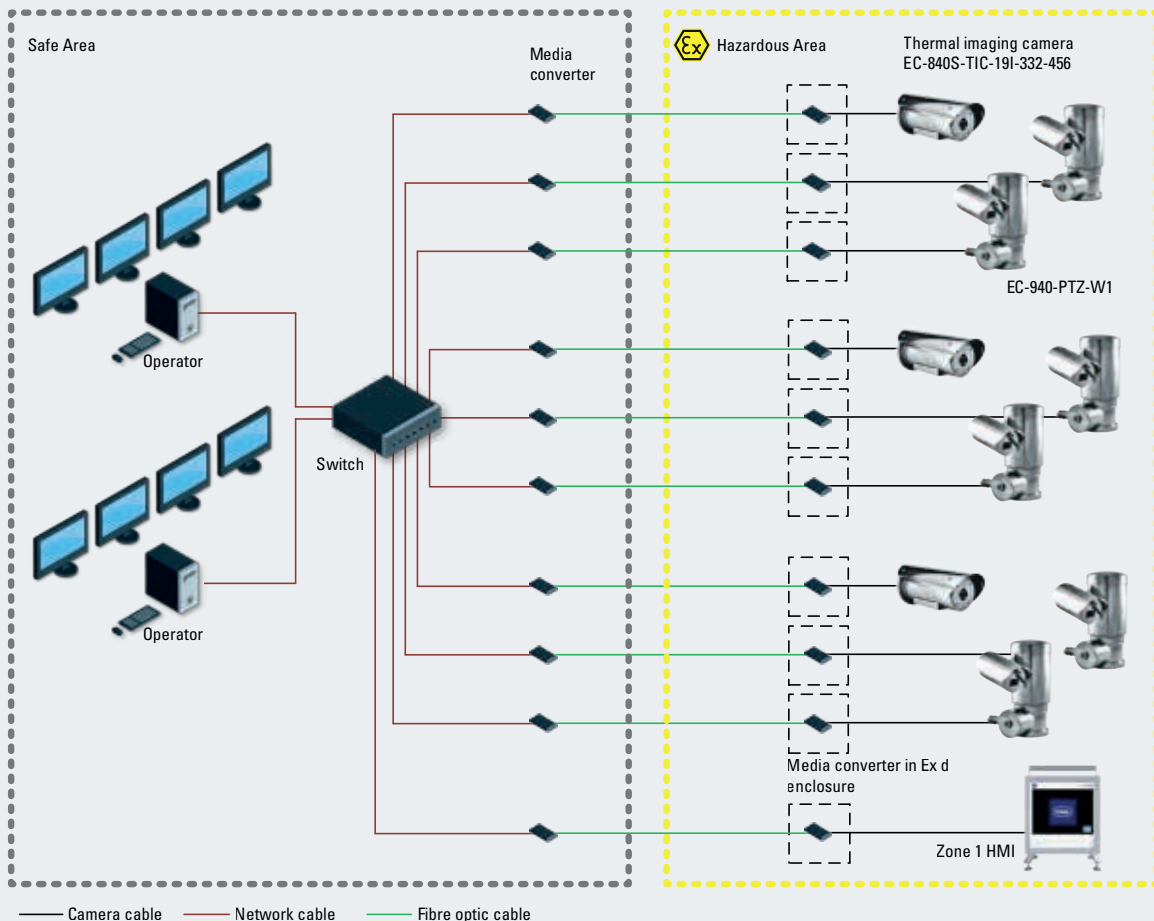 Safe Area
Media
converter
Ex
Hazardous Area
Thermal imaging camera
EC-840S-TIC-19I-332-456
EC-940-PTZ-W1
Operator
Switch
Operator
Media converter in Ex d
enclosure
Zone 1 HMI
Camera cable
Network cable
Fibre optic cable